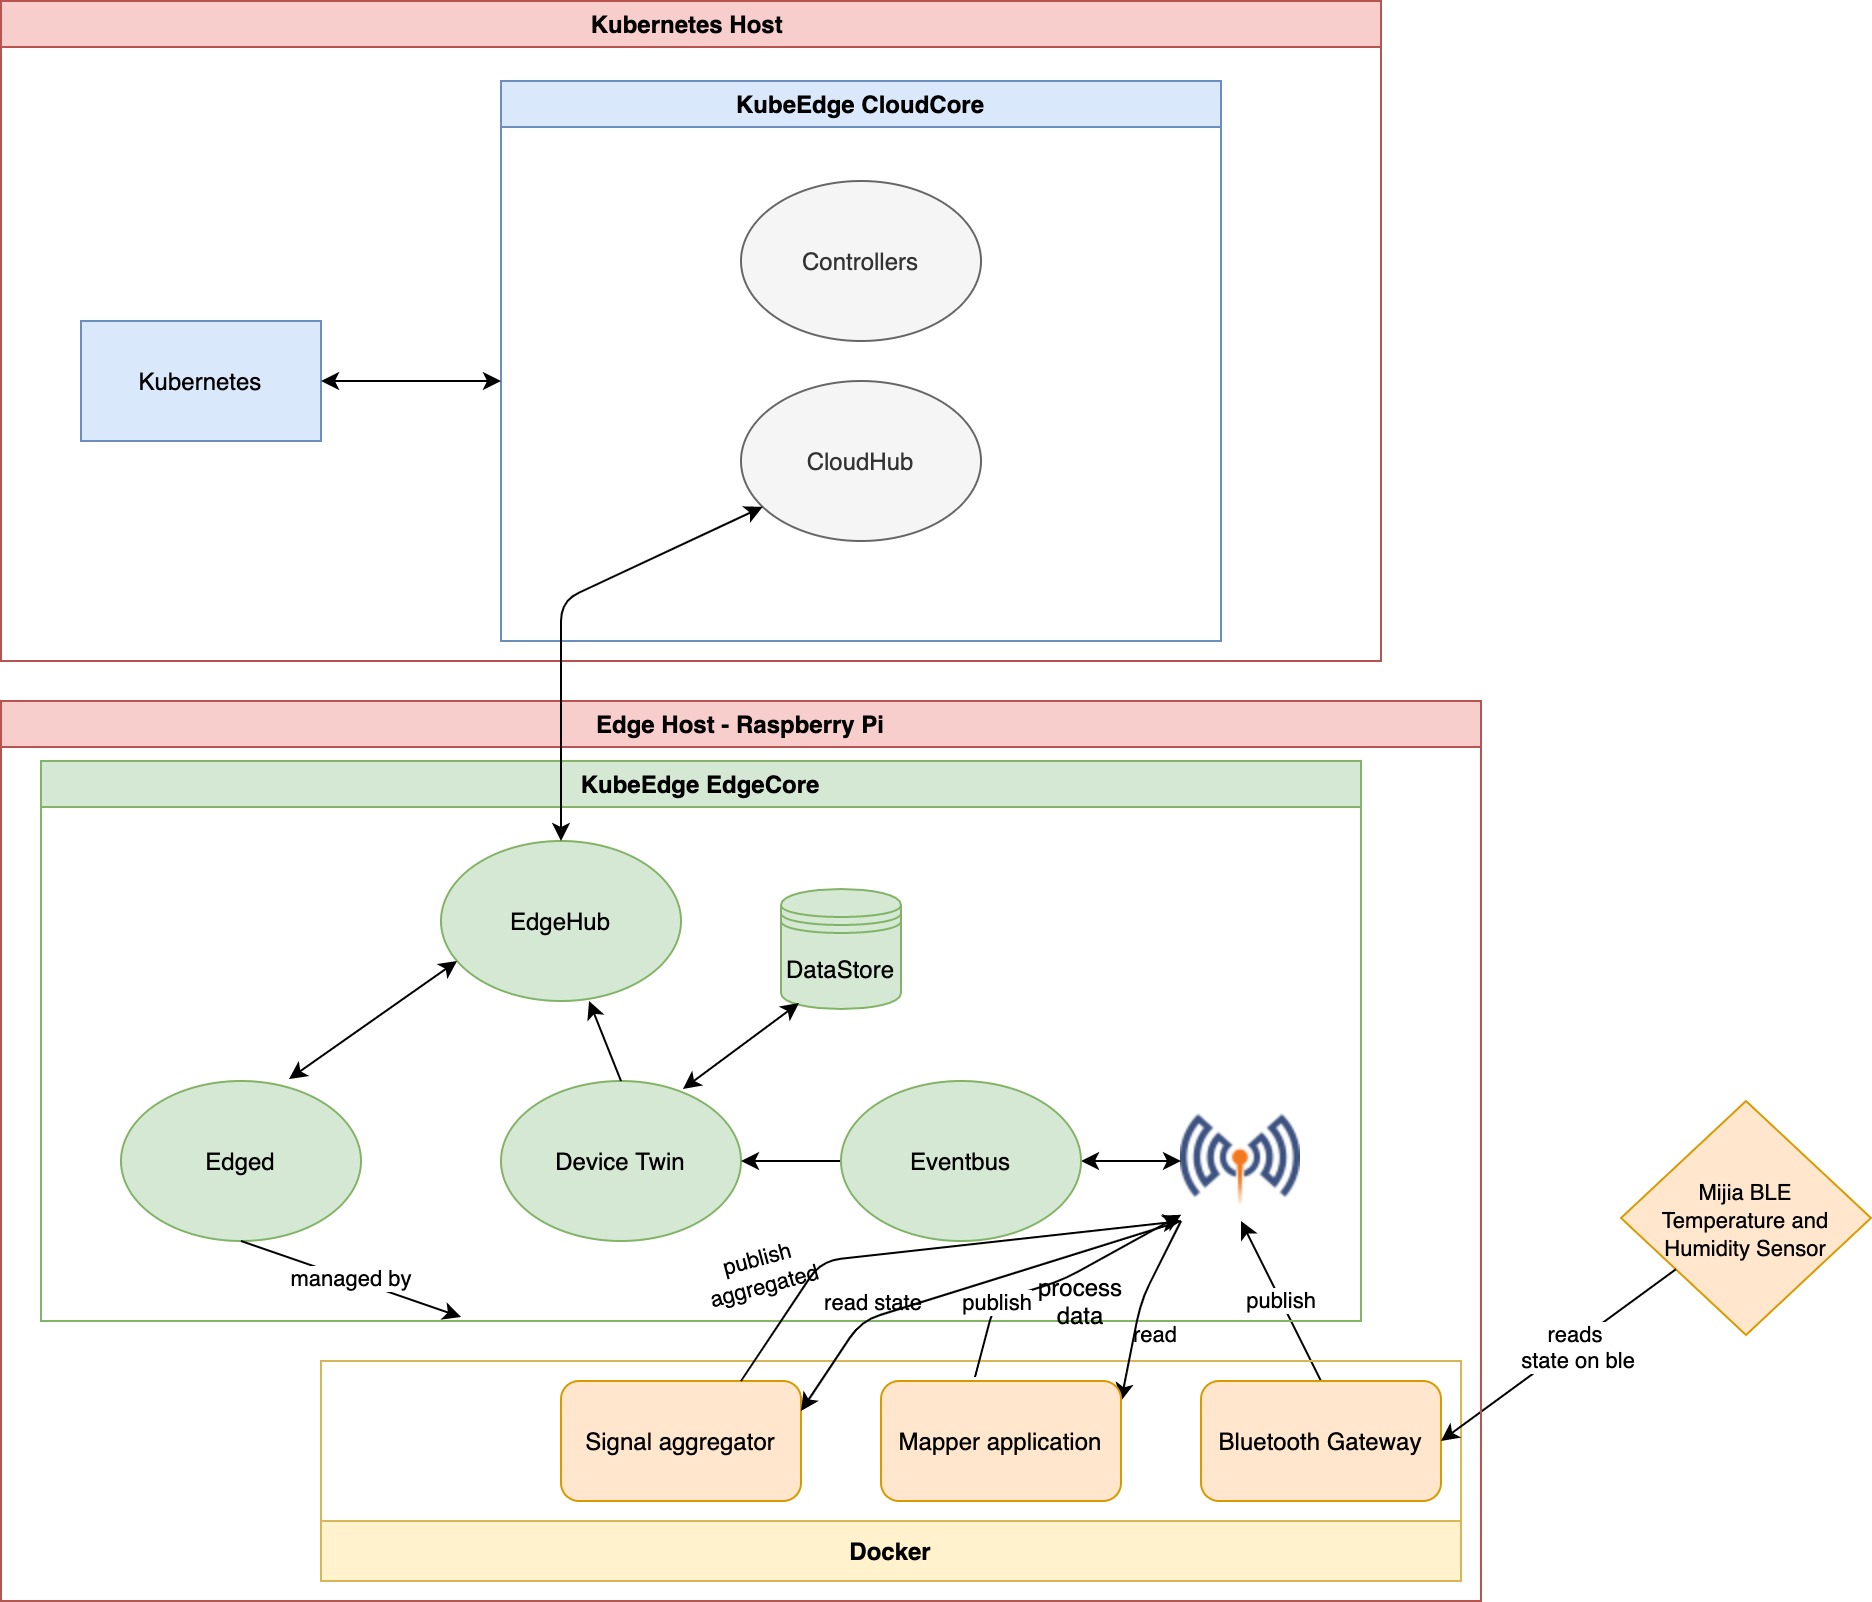 Kubernetes Host
KubeEdge CloudCore
Controllers
Kubernetes
CloudHub
Edge Host - Raspberry Pi
KubeEdge EdgeCore
EdgeHub
DataStore
Edged
Device Twin
Eventbus
Mijia BLE
Temperature and
Humidity Sensor
managed by
publish
aggregated
read state
publish
process
data
read
publish
reads
state on ble
Signal aggregator
Mapper application
Bluetooth Gateway
Docker